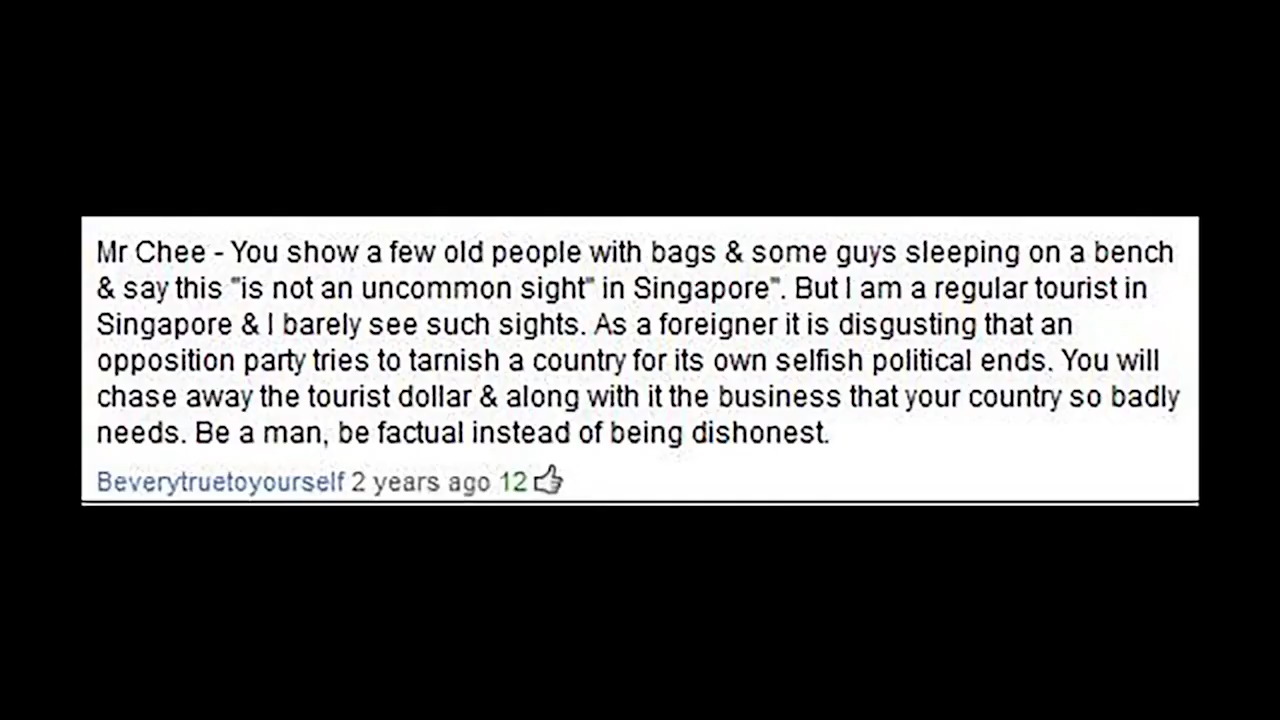 Mr Chee - You show a few old people with bags & some guys sleeping on a bench
& say this "is not an uncommon sight" in Singapore". But I am a regular tourist in
Singapore & I barely see such sights. As a foreigner it is disgusting that an
opposition party tries to tarnish a country for its own selfish political ends. You will
chase away the tourist dollar & along with it the business that your country so badly
needs. Be a man, be factual instead of being dishonest.
Beverytruetoyourself 2 years ago 12